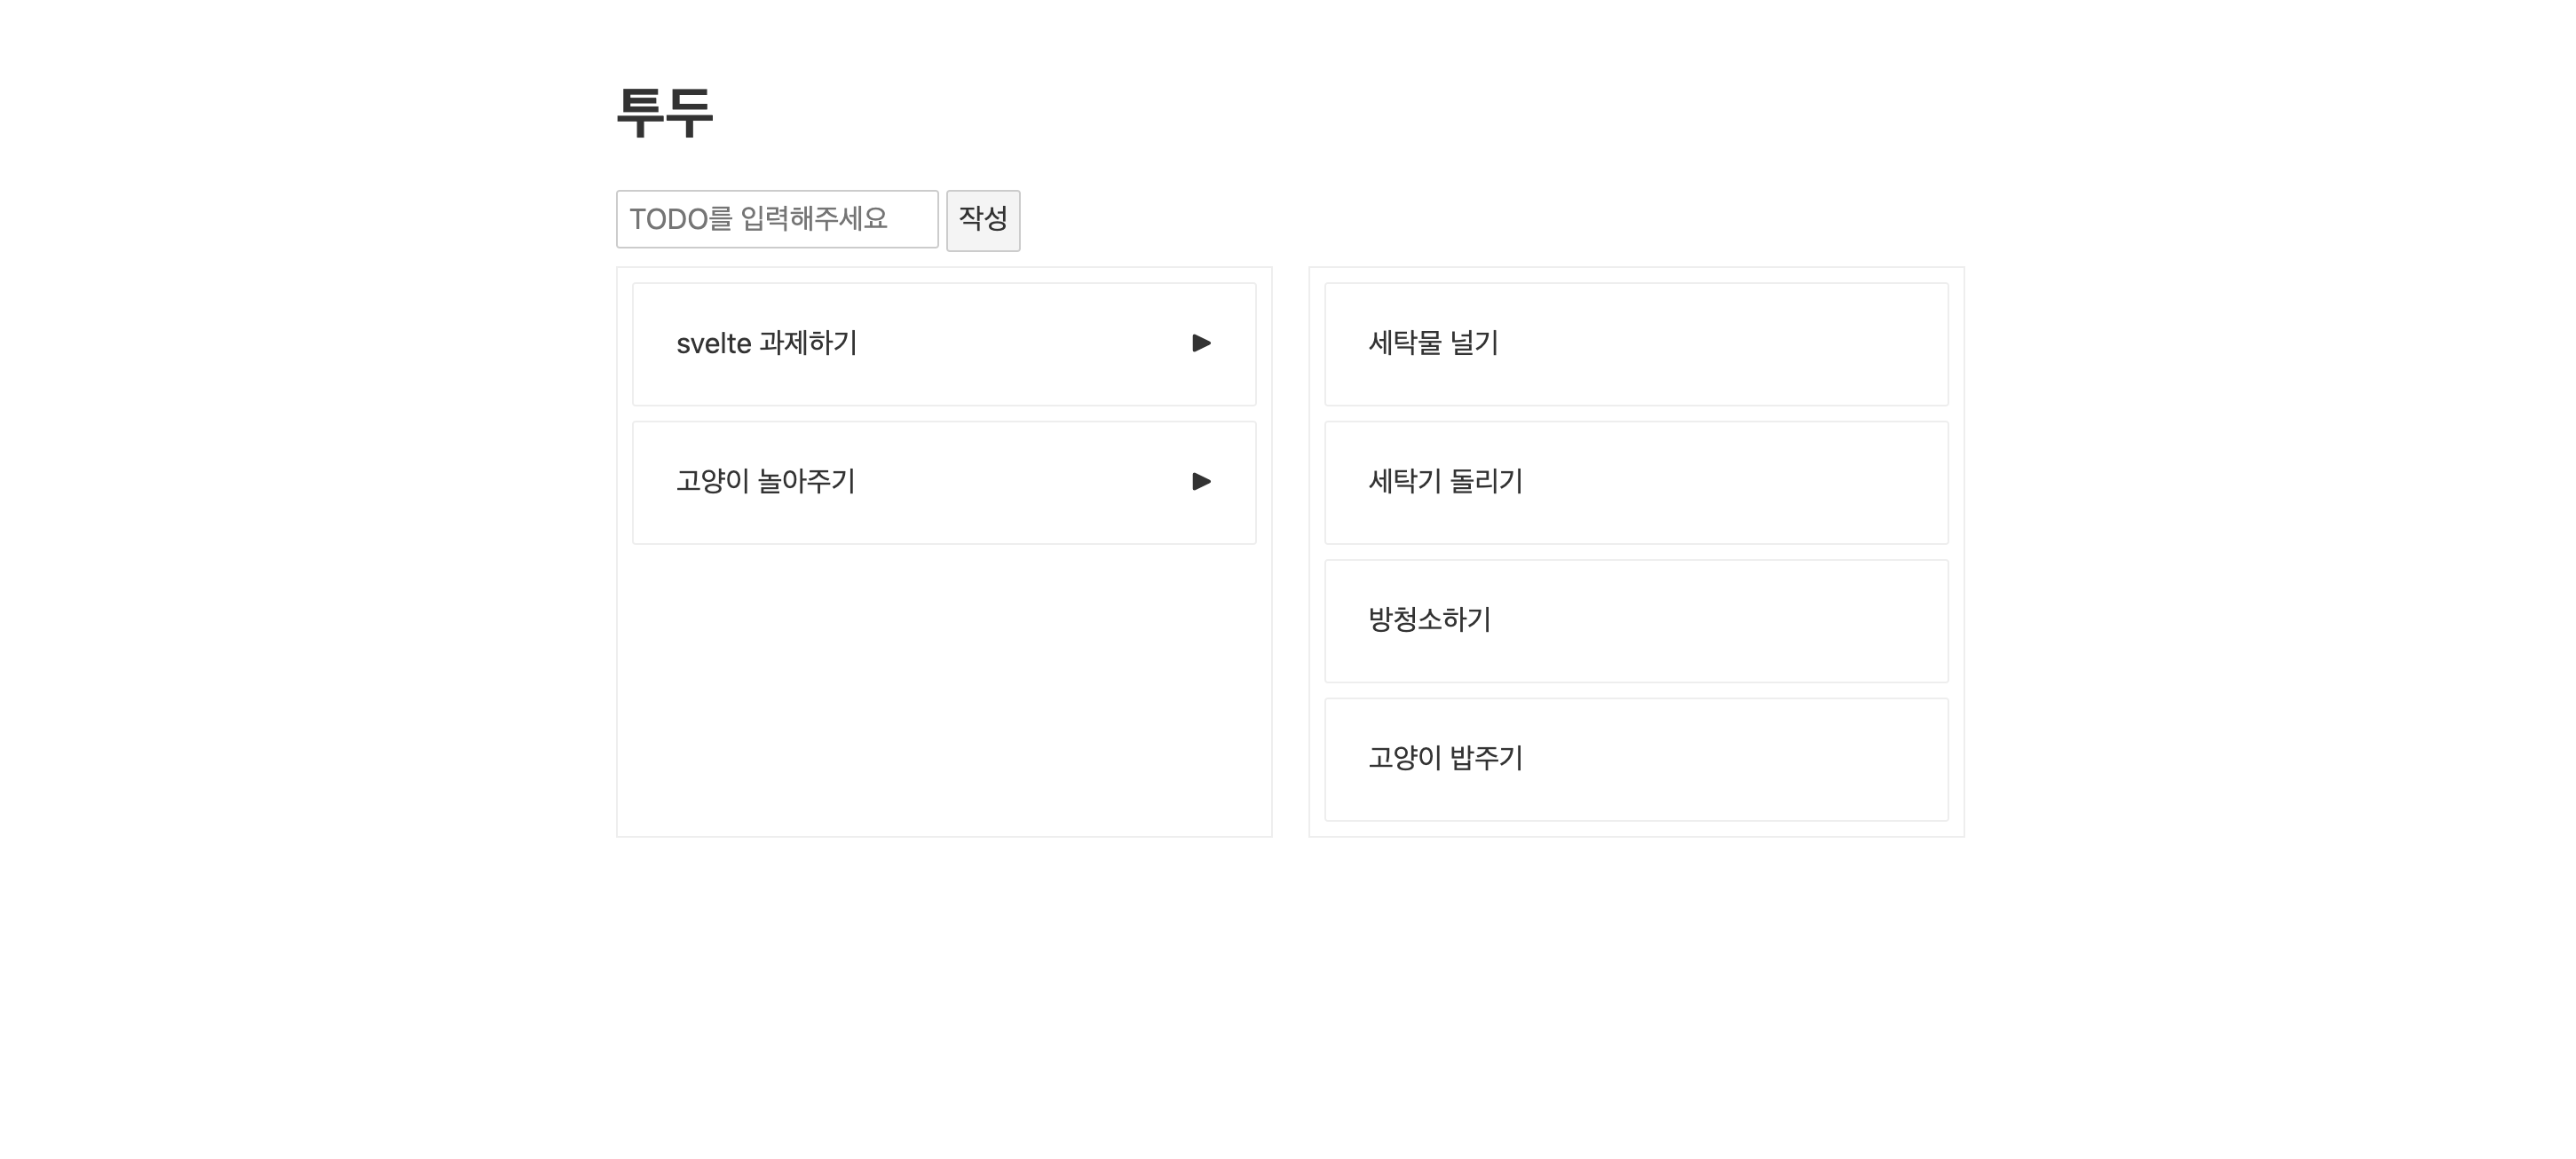 투두
TODO를 입력해주세요
작성
svelte 과제하기
▶
고양이 놀아주기
▶
세탁물 널기
세탁기 돌리기
방청소하기
고양이 밥주기